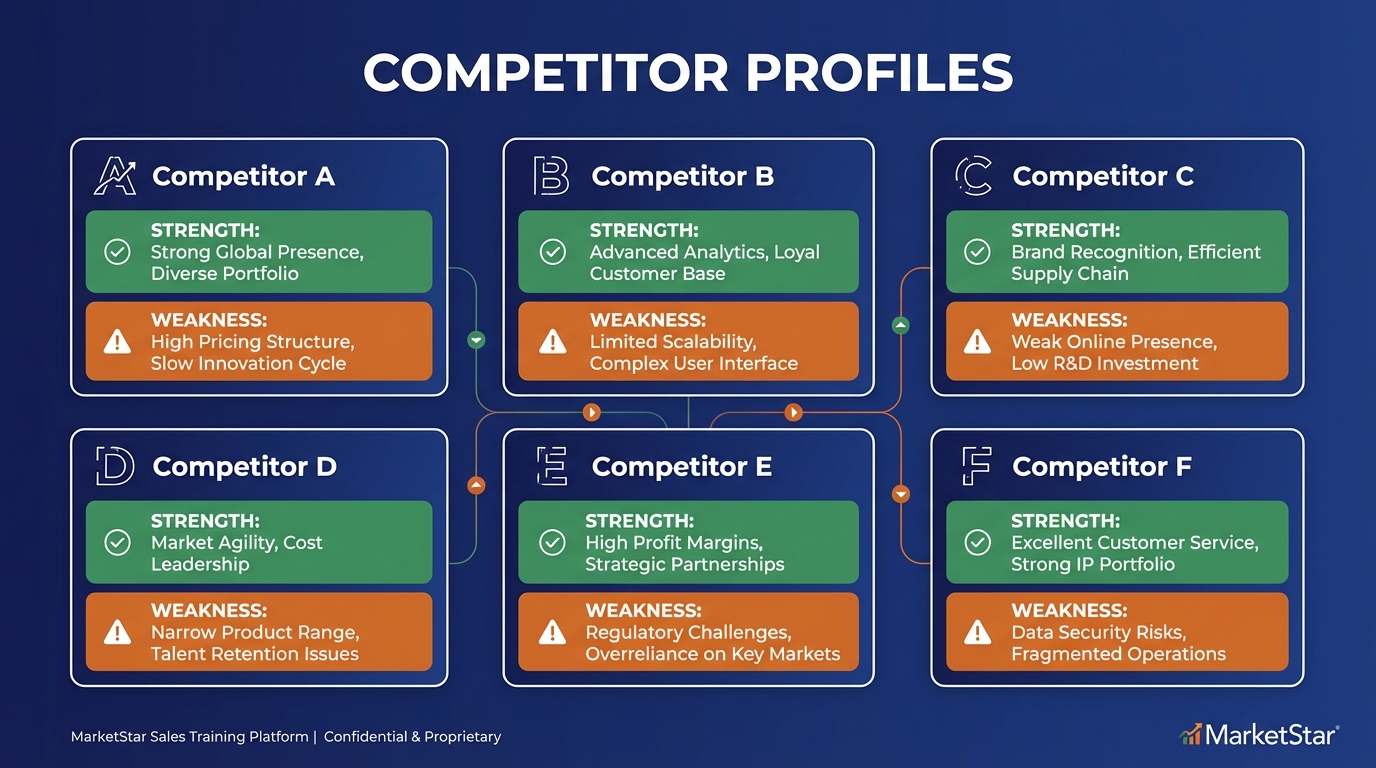 COMPETITOR PROFILES
A
Competitor A
STRENGTH:
Strong Global Presence,
Diverse Portfolio
WEAKNESS:
High Pricing Structure,
Slow Innovation Cycle
B
Competitor B
STRENGTH:
Advanced Analytics, Loyal
Customer Base
WEAKNESS:
Limited Scalability,
Complex User Interface
C
Competitor C
STRENGTH:
Brand Recognition, Efficient
Supply Chain
WEAKNESS:
Weak Online Presence,
Low R&D Investment
D
Competitor D
STRENGTH:
Market Agility, Cost
Leadership
WEAKNESS:
Narrow Product Range,
Talent Retention Issues
E
Competitor E
STRENGTH:
High Profit Margins,
Strategic Partnerships
WEAKNESS:
Regulatory Challenges,
Overreliance on Key Markets
F
Competitor F
STRENGTH:
Excellent Customer Service,
Strong IP Portfolio
WEAKNESS:
Data Security Risks,
Fragmented Operations
MarketStar Sales Training Platform | Confidential & Proprietary
MarketStar